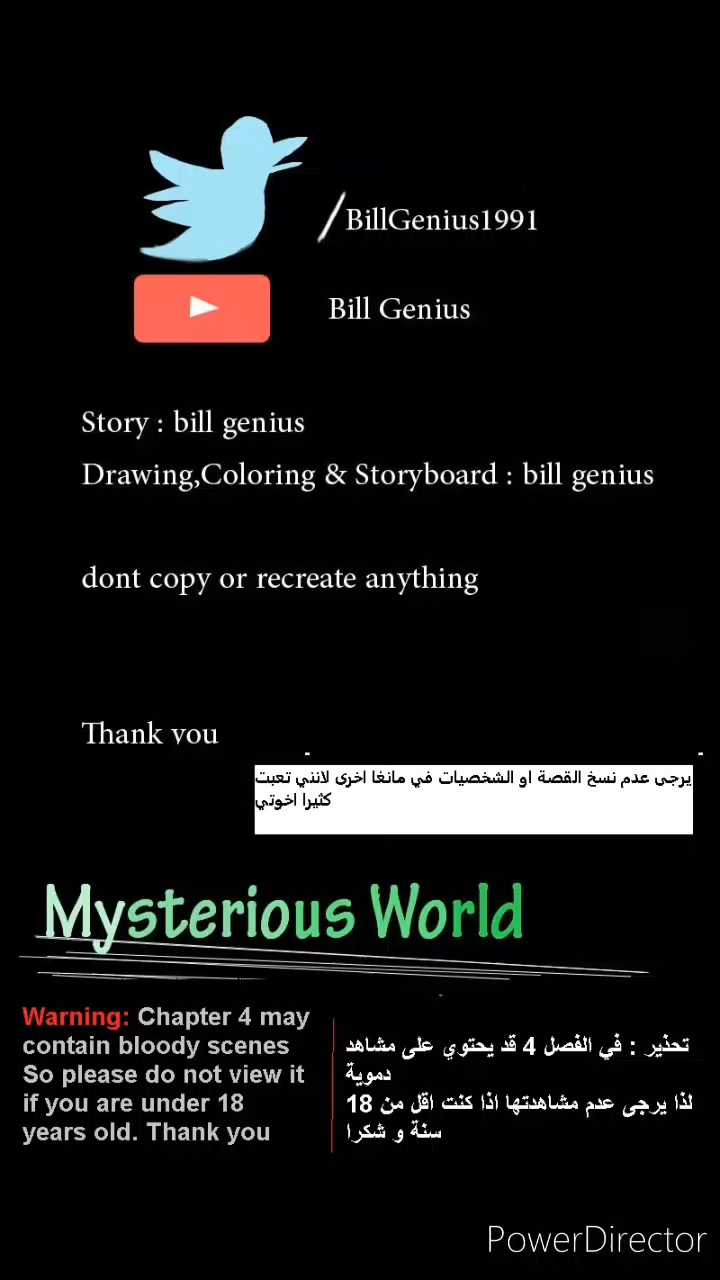 /BillGenius1991
Bill Genius
Story : bill genius
Drawing,Coloring & Storyboard : bill genius
dont copy or recreate anything
Thank you
يرجى عدم نسخ القصة او الشخصيات في مانغا اخرى لانني تعبت
كثيرا اخوتي
Mysterious World
Warning: Chapter 4 may
contain bloody scenes
So please do not view it
if you are under 18
years old. Thank you
تحذير : في الفصل 4 قد يحتوي على مشاهد
دموية
لذا يرجى عدم مشاهدتها اذا كنت اقل من 18
سنة و شكرا
PowerDirector